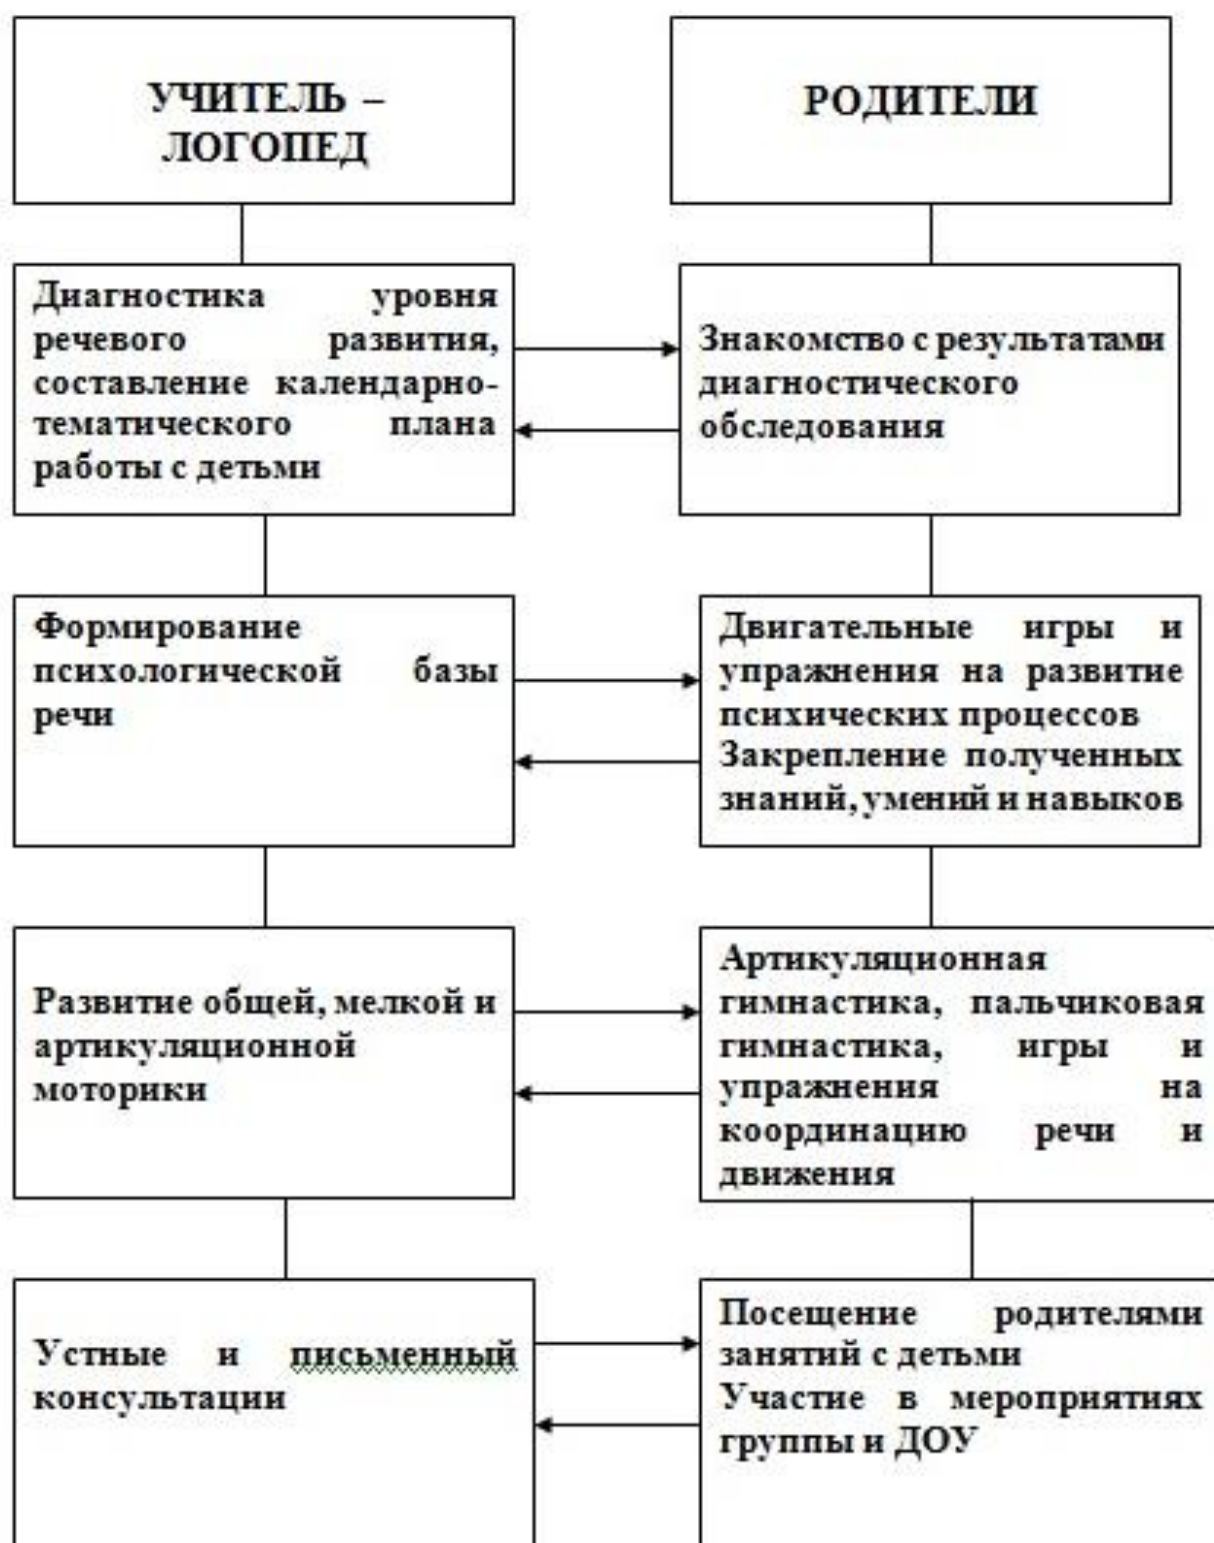 УЧИТЕЛЬ –
ЛОГОПЕД
РОДИТЕЛИ
Диагностика уровня
речевого развития,
составление календарно-
тематического плана
работы с детьми
Знакомство с результатами
диагностического
обследования
Формирование
психологической базы
речи
Двигательные игры и
упражнения на развитие
психических процессов
Закрепление полученных
знаний, умений и навыков
Развитие общей, мелкой и
артикуляционной
моторики
Артикуляционная
гимнастика, пальчиковая
гимнастика, игры и
упражнения на
координацию речи и
движения
Устные и письменный
консультации
Посещение родителями
занятий с детьми
Участие в мероприятиях
группы и ДОУ